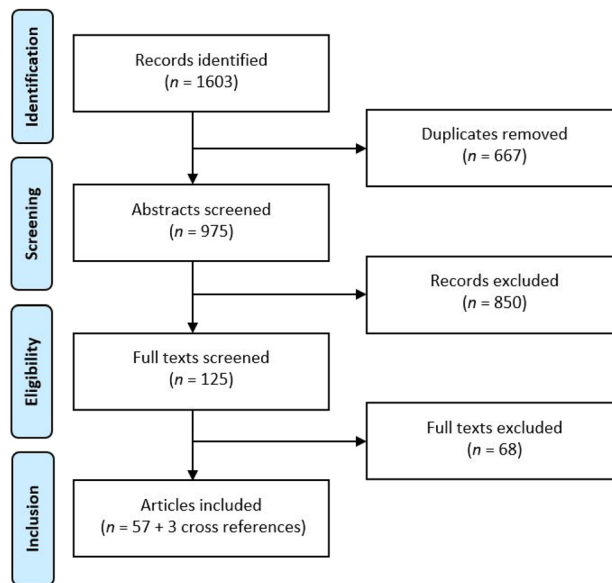 Identification
Records identified
(n = 1603)
Duplicates removed
(n = 667)
Screening
Abstracts screened
(n = 975)
Records excluded
(n = 850)
Eligibility
Full texts screened
(n = 125)
Full texts excluded
(n = 68)
Inclusion
Articles included
(n = 57 + 3 cross references)